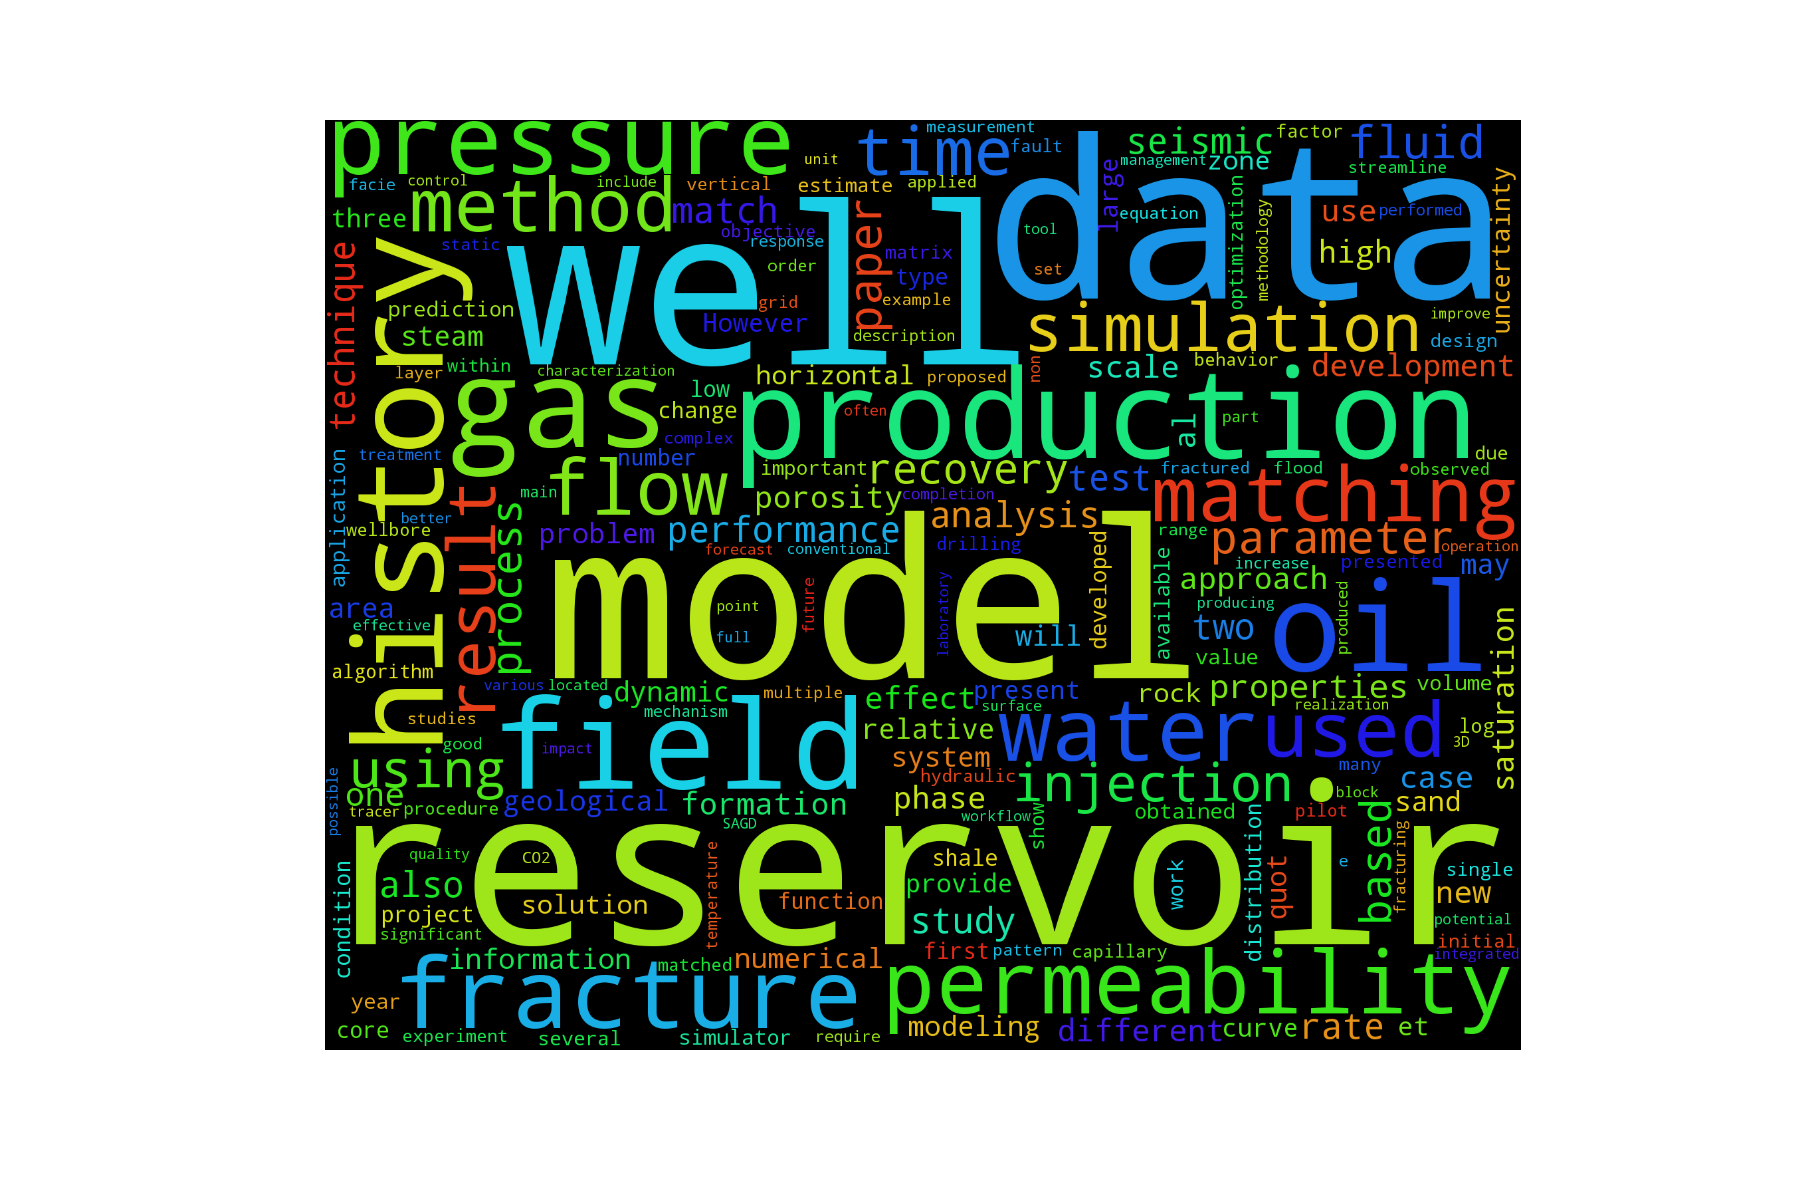 pressure
time
measurement
fault
seismic
factor
fluid
unit
management
zone
streamline
facie
control
include
vertical
estimate
applied
three
method
match
objective
response
paper
large
equation
use
performed
data
static
well
order
matrix
type
tool
set
optimization
methodology
high
uncertainty
technique
history
prediction
grid
example
However
description
simulation
improve
design
steam
within
layer
characterization
low
horizontal
proposed
non
scale
behavior
development
gas
change
often
production
al
part
complex
treatment
number
important
recovery
test
fractured
flood
observed
due
application
main
flow
porosity
completion
matching
better
wellbore
result
process
problem
performance
analysis
drilling
range
parameter
operation
forecast
conventional
developed
available
increase
presented
may
approach
area
effective
model
point
full
future
laboratory
will
producing
two
produced
oil
value
algorithm
various
located
dynamic
multiple
effect
present
surface
rock
properties
volume
realization
saturation
studies
mechanism
field
relative
water
used
log
3D
good
impact
system
hydraulic
many
using
injection
case
one
possible
tracer
procedure
geological
formation
phase
workflow
show
obtained
block
pilot
sand
SAGD
reservoir
quality
CO2
shale
e
fracturing
single
also
provide
work
distribution
quot
based
new
condition
project
solution
temperature
function
study
potential
significant
first
pattern
capillary
initial
integrated
information
matched
numerical
permeability
year
fracture
core
experiment
several
simulator
require
modeling
different
curve
rate
et